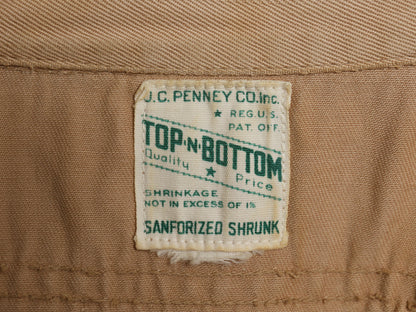 J.C. PENNEY CO. Inc.
★ REG. U.S.
PAT. OFF.
TOP-'N-BOTTOM
Quality ★ Price
SHRINKAGE
NOT IN EXCESS OF 1%
SANFORIZED SHRUNK